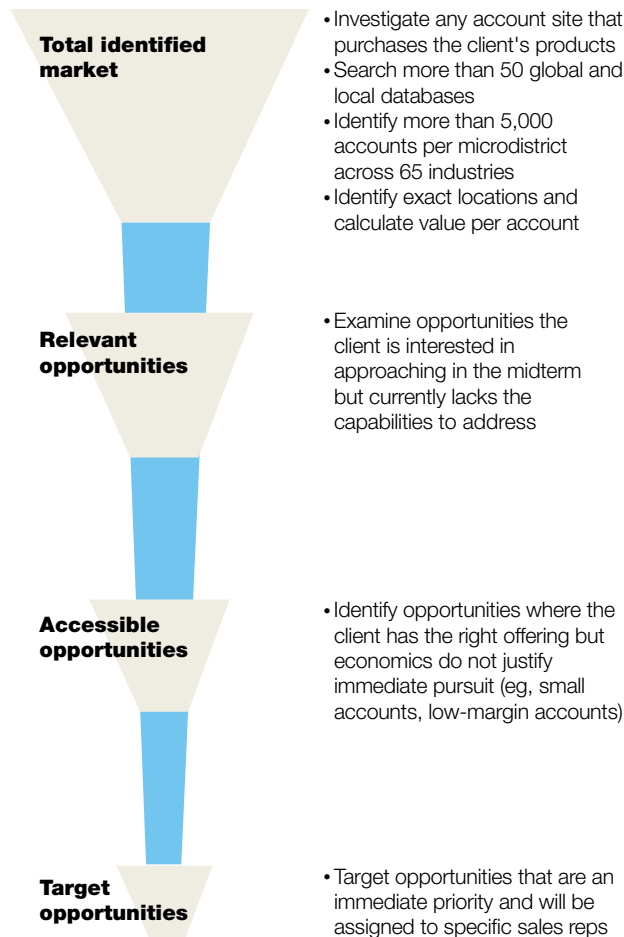 Total identified
market
• Investigate any account site that
purchases the client's products
• Search more than 50 global and
local databases
• Identify more than 5,000
accounts per microdistrict
across 65 industries
• Identify exact locations and
calculate value per account
Relevant
opportunities
• Examine opportunities the
client is interested in
approaching in the midterm
but currently lacks the
capabilities to address
Accessible
opportunities
• Identify opportunities where the
client has the right offering but
economics do not justify
immediate pursuit (eg, small
accounts, low-margin accounts)
Target
opportunities
• Target opportunities that are an
immediate priority and will be
assigned to specific sales reps